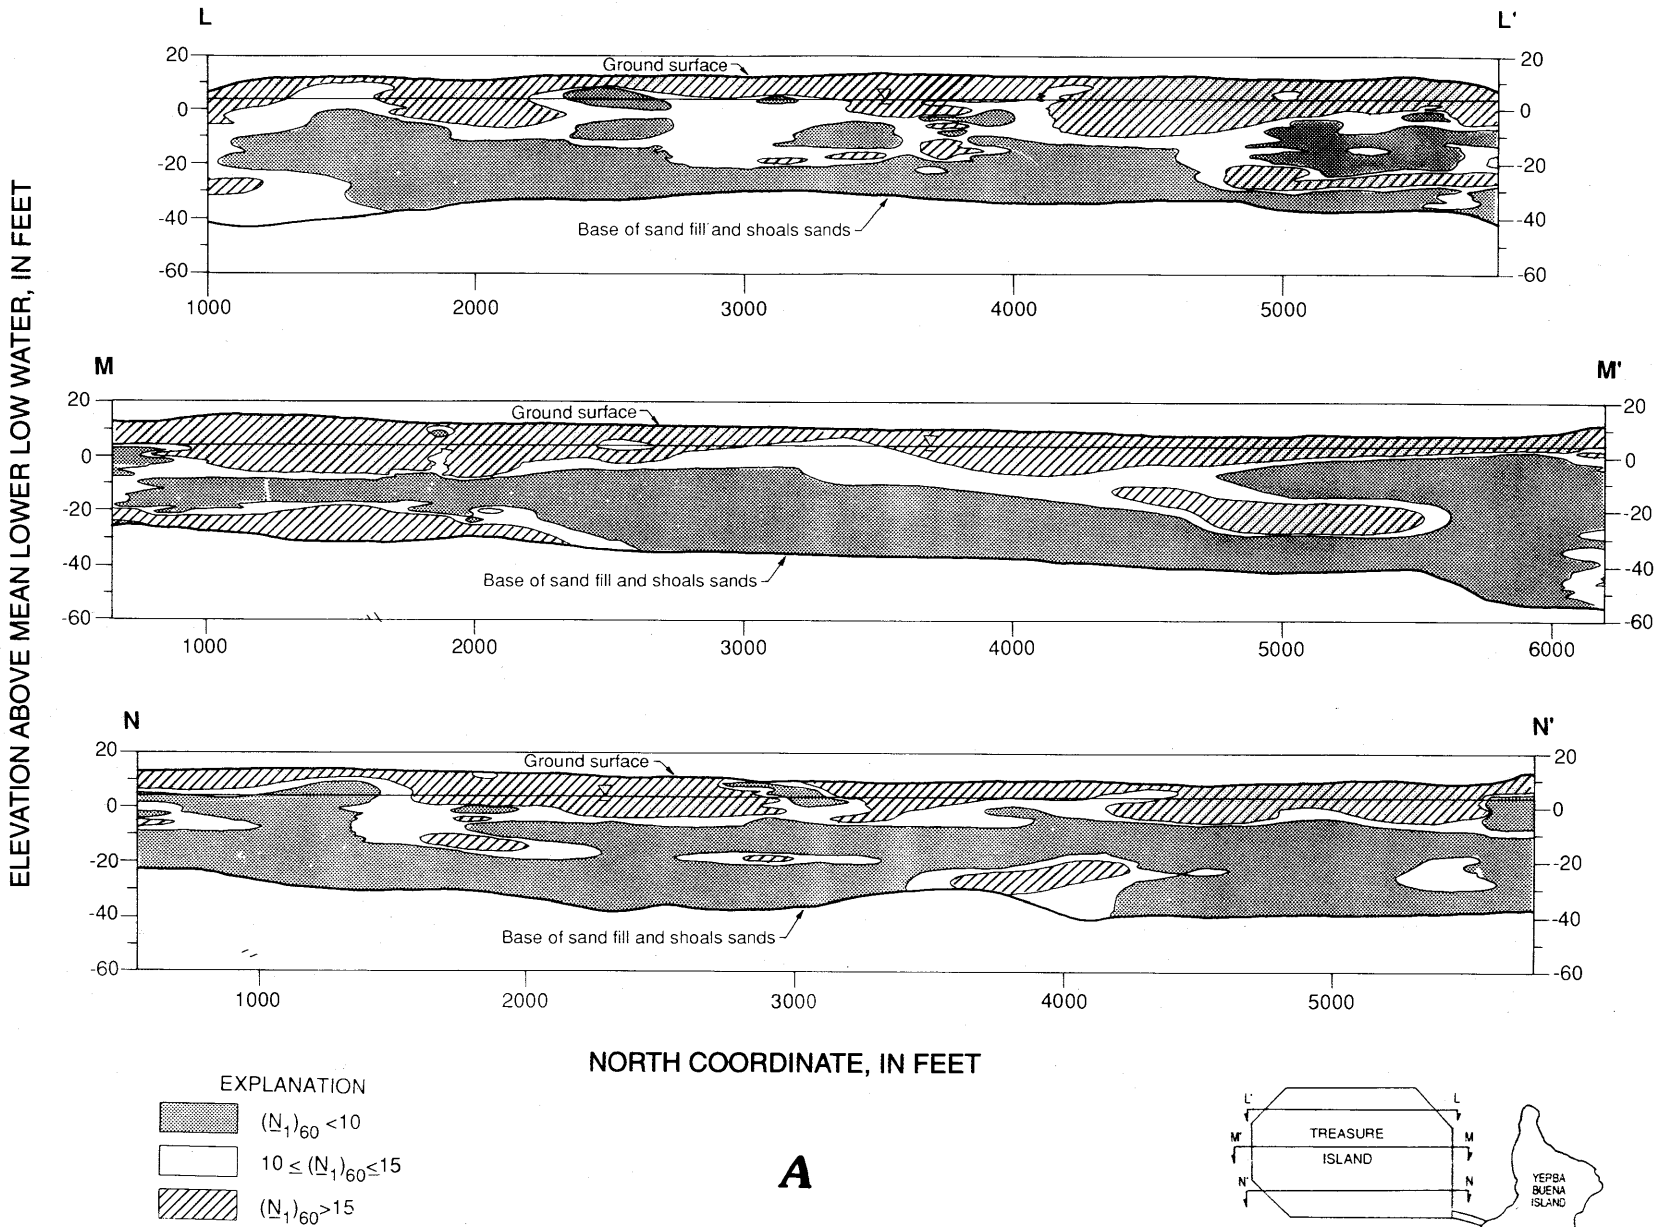 L L'
20 20
Ground surface
0 0
-20 -20
Base of sand fill and shoals sands
-40 -40
-60 -60
1000 2000 3000 4000 5000
ELEVATION ABOVE MEAN LOWER LOW WATER, IN FEET
M M'
20 20
Ground surface
0 0
-20 -20
-40 -40
Base of sand fill and shoals sands
-60 -60
1000 2000 3000 4000 5000 6000
N N'
20 20
Ground surface
0 0
-20 -20
-40 -40
Base of sand fill and shoals sands
-60 -60
1000 2000 3000 4000 5000
NORTH COORDINATE, IN FEET
EXPLANATION
(N₁)₆₀ <10
10 ≤ (N₁)₆₀ ≤15
(N₁)₆₀>15
A
L' L
M' M
TREASURE
ISLAND
N' N
YERBA
BUENA
ISLAND